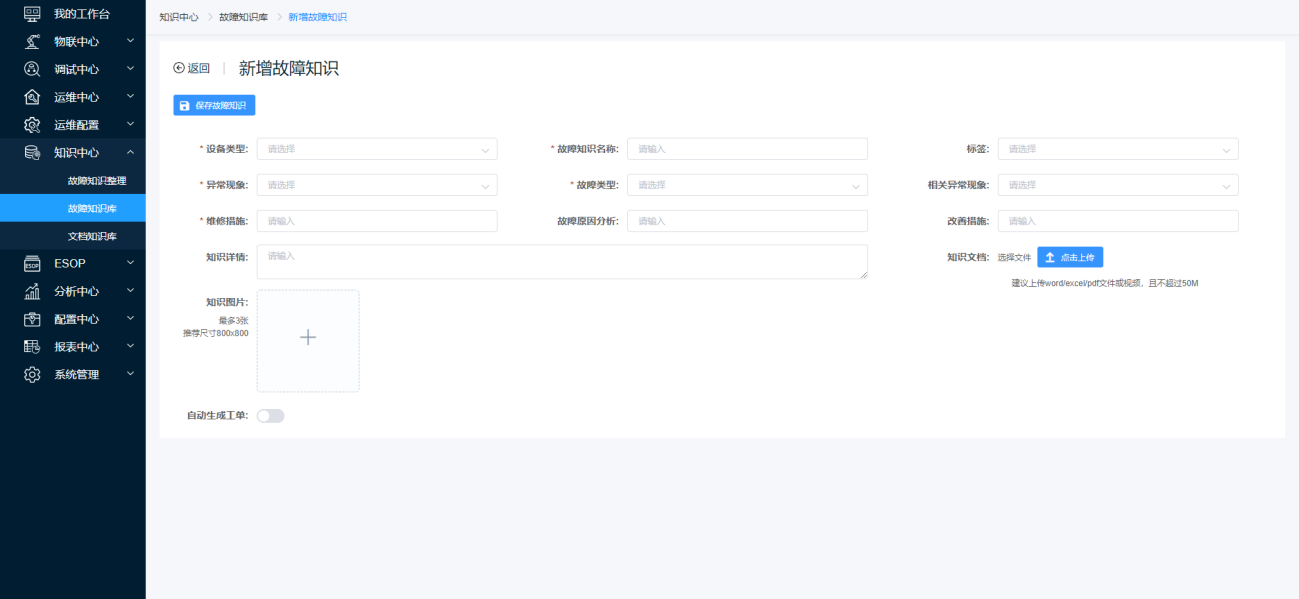 我的工作台
物联中心
调试中心
运维中心
运维配置
知识中心
故障知识整理
故障知识库
文档知识库
ESOP
分析中心
配置中心
报表中心
系统管理
知识中心 > 故障知识库 > 新增故障知识
返回 | 新增故障知识
保存故障知识
* 设备类型: 请选择 * 故障知识名称: 请输入 标签: 请选择
* 异常现象: 请选择 * 故障类型: 请选择 相关异常现象: 请选择
* 维修措施: 请输入 故障原因分析: 请输入 改善措施: 请输入
知识详情: 请输入 知识文档: 选择文件 点击上传
建议上传word/excel/pdf文件或视频，且不超过50M
知识图片:
最多3张
推荐尺寸800x800
自动生成工单: